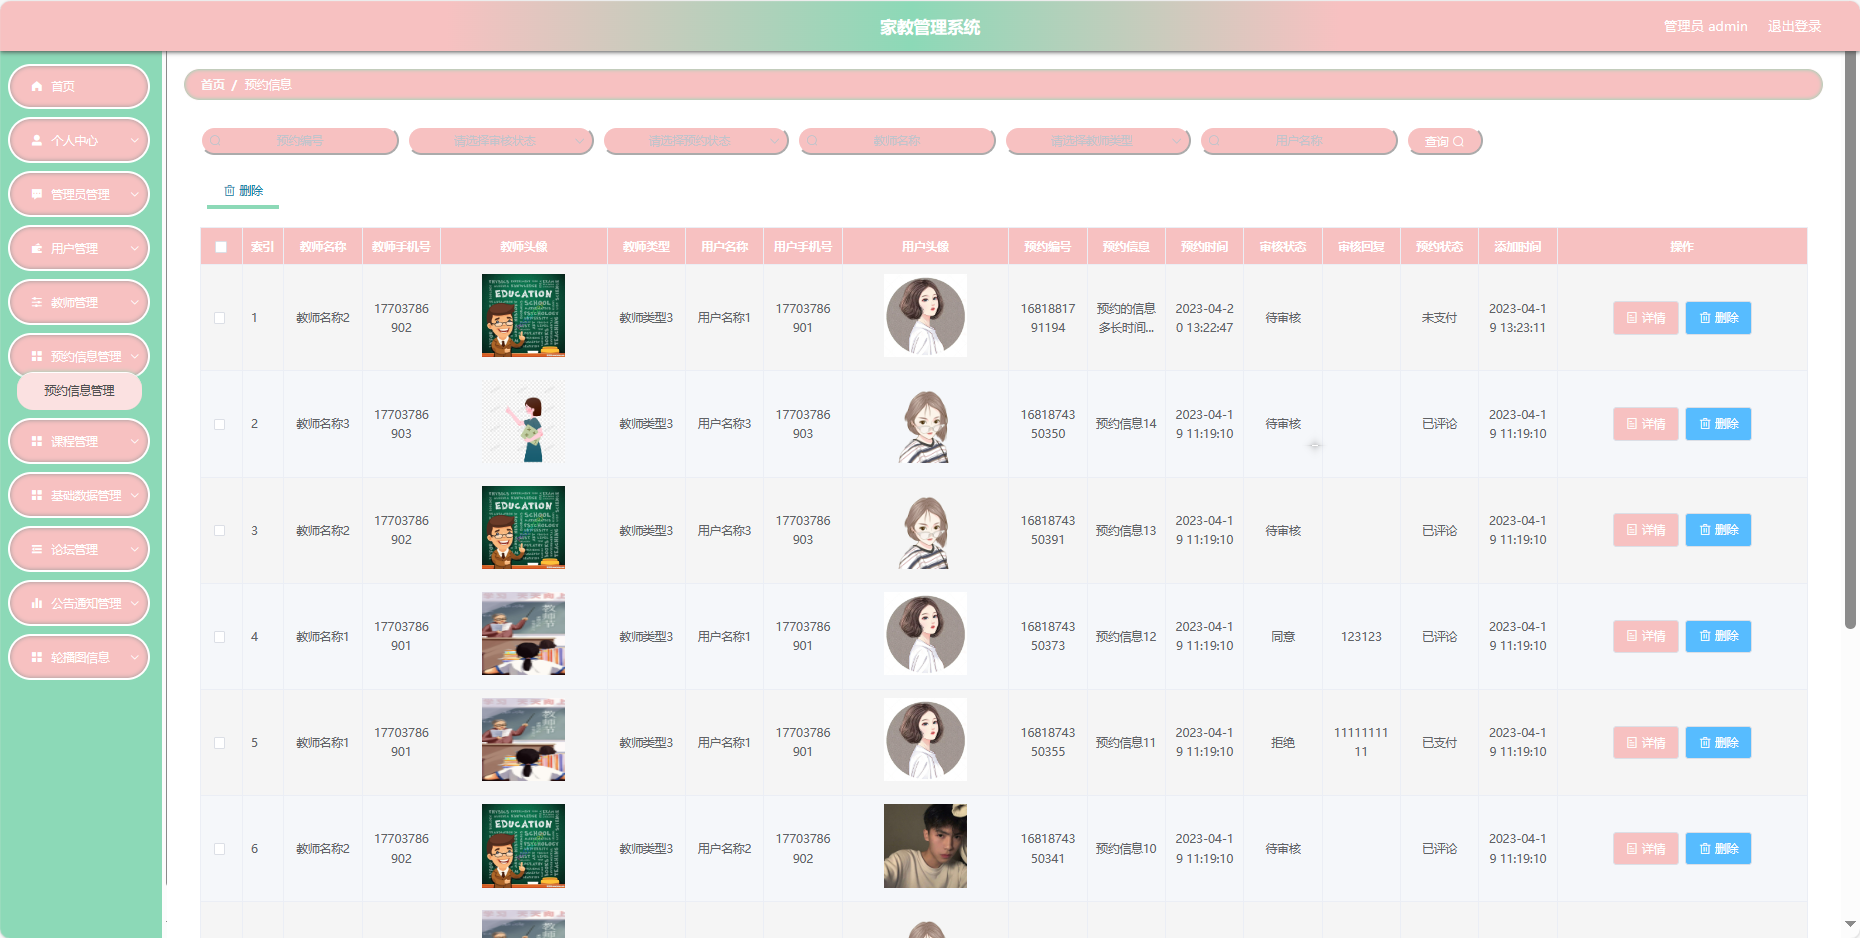 家教管理系统
管理员 admin
退出登录
首页
个人中心
管理员管理
用户管理
教师管理
预约信息管理
预约信息管理
课程管理
基础数据管理
论坛管理
公告通知管理
轮播图信息
首页 / 预约信息
预约编号 请选择审核状态 请选择预约状态 教师名称 请选择教师类型 用户名称 查询
删除
索引 教师名称 教师手机号 教师头像 教师类型 用户名称 用户手机号 用户头像 预约编号 预约信息 预约时间 审核状态 审核回复 预约状态 添加时间 操作
1 教师名称2 17703786902 教师类型3 用户名称1 17703786901 1681881791194 预约的信息多长时间... 2023-04-20 13:22:47 待审核 未支付 2023-04-19 13:23:11 详情 删除
EDUCATION
2 教师名称3 17703786903 教师类型3 用户名称3 17703786903 1681874350350 预约信息14 2023-04-19 11:19:10 待审核 已评论 2023-04-19 11:19:10 详情 删除
3 教师名称2 17703786902 教师类型3 用户名称3 17703786903 1681874350391 预约信息13 2023-04-19 11:19:10 待审核 已评论 2023-04-19 11:19:10 详情 删除
EDUCATION
4 教师名称1 17703786901 教师类型3 用户名称1 17703786901 1681874350373 预约信息12 2023-04-19 11:19:10 同意 123123 已评论 2023-04-19 11:19:10 详情 删除
教师节
5 教师名称1 17703786901 教师类型3 用户名称1 17703786901 1681874350355 预约信息11 2023-04-19 11:19:10 拒绝 1111111111 已支付 2023-04-19 11:19:10 详情 删除
教师节
6 教师名称2 17703786902 教师类型3 用户名称2 17703786902 1681874350341 预约信息10 2023-04-19 11:19:10 待审核 已评论 2023-04-19 11:19:10 详情 删除
EDUCATION